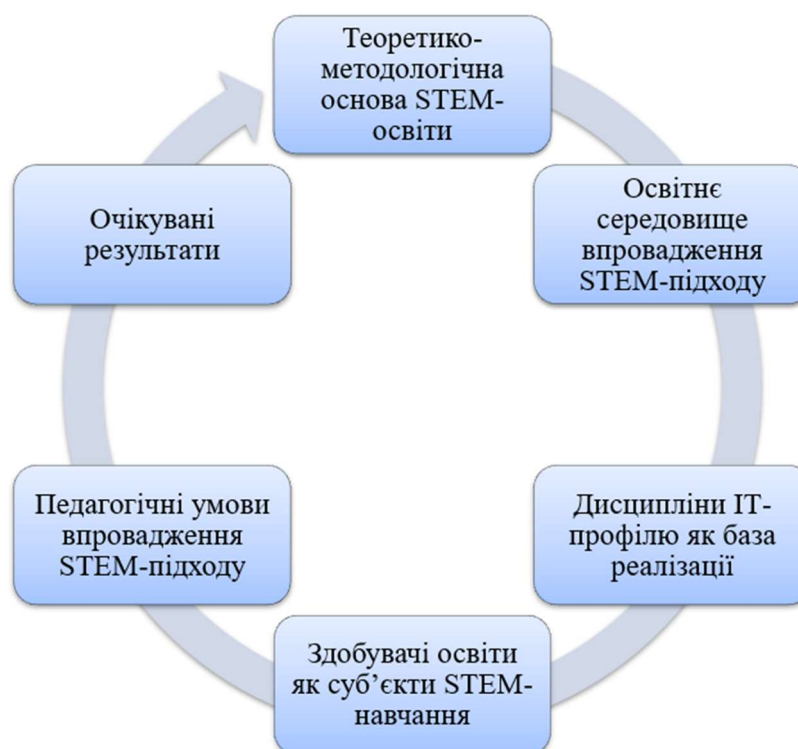 Теоретико-
методологічна
основа STEM-
освіти
Освітнє
середовище
впровадження
STEM-підходу
Дисципліни ІТ-
профілю як база
реалізації
Здобувачі освіти
як суб’єкти STEM-
навчання
Педагогічні умови
впровадження
STEM-підходу
Очікувані
результати